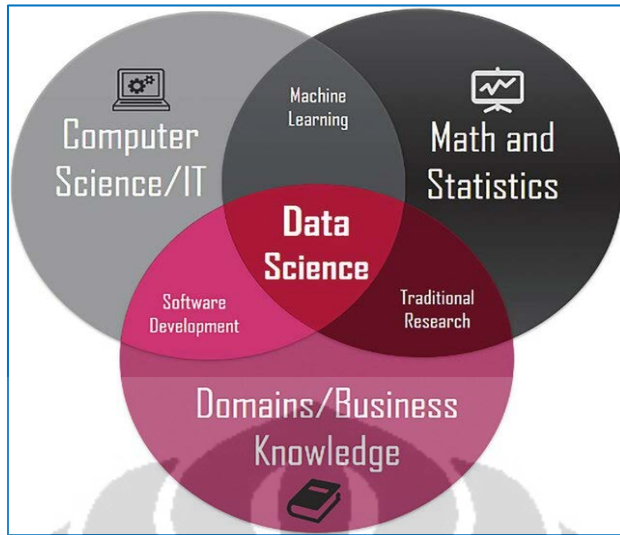 Machine
Learning
Computer
Science/IT
Math and
Statistics
Data
Science
Software
Development
Traditional
Research
Domains/Business
Knowledge